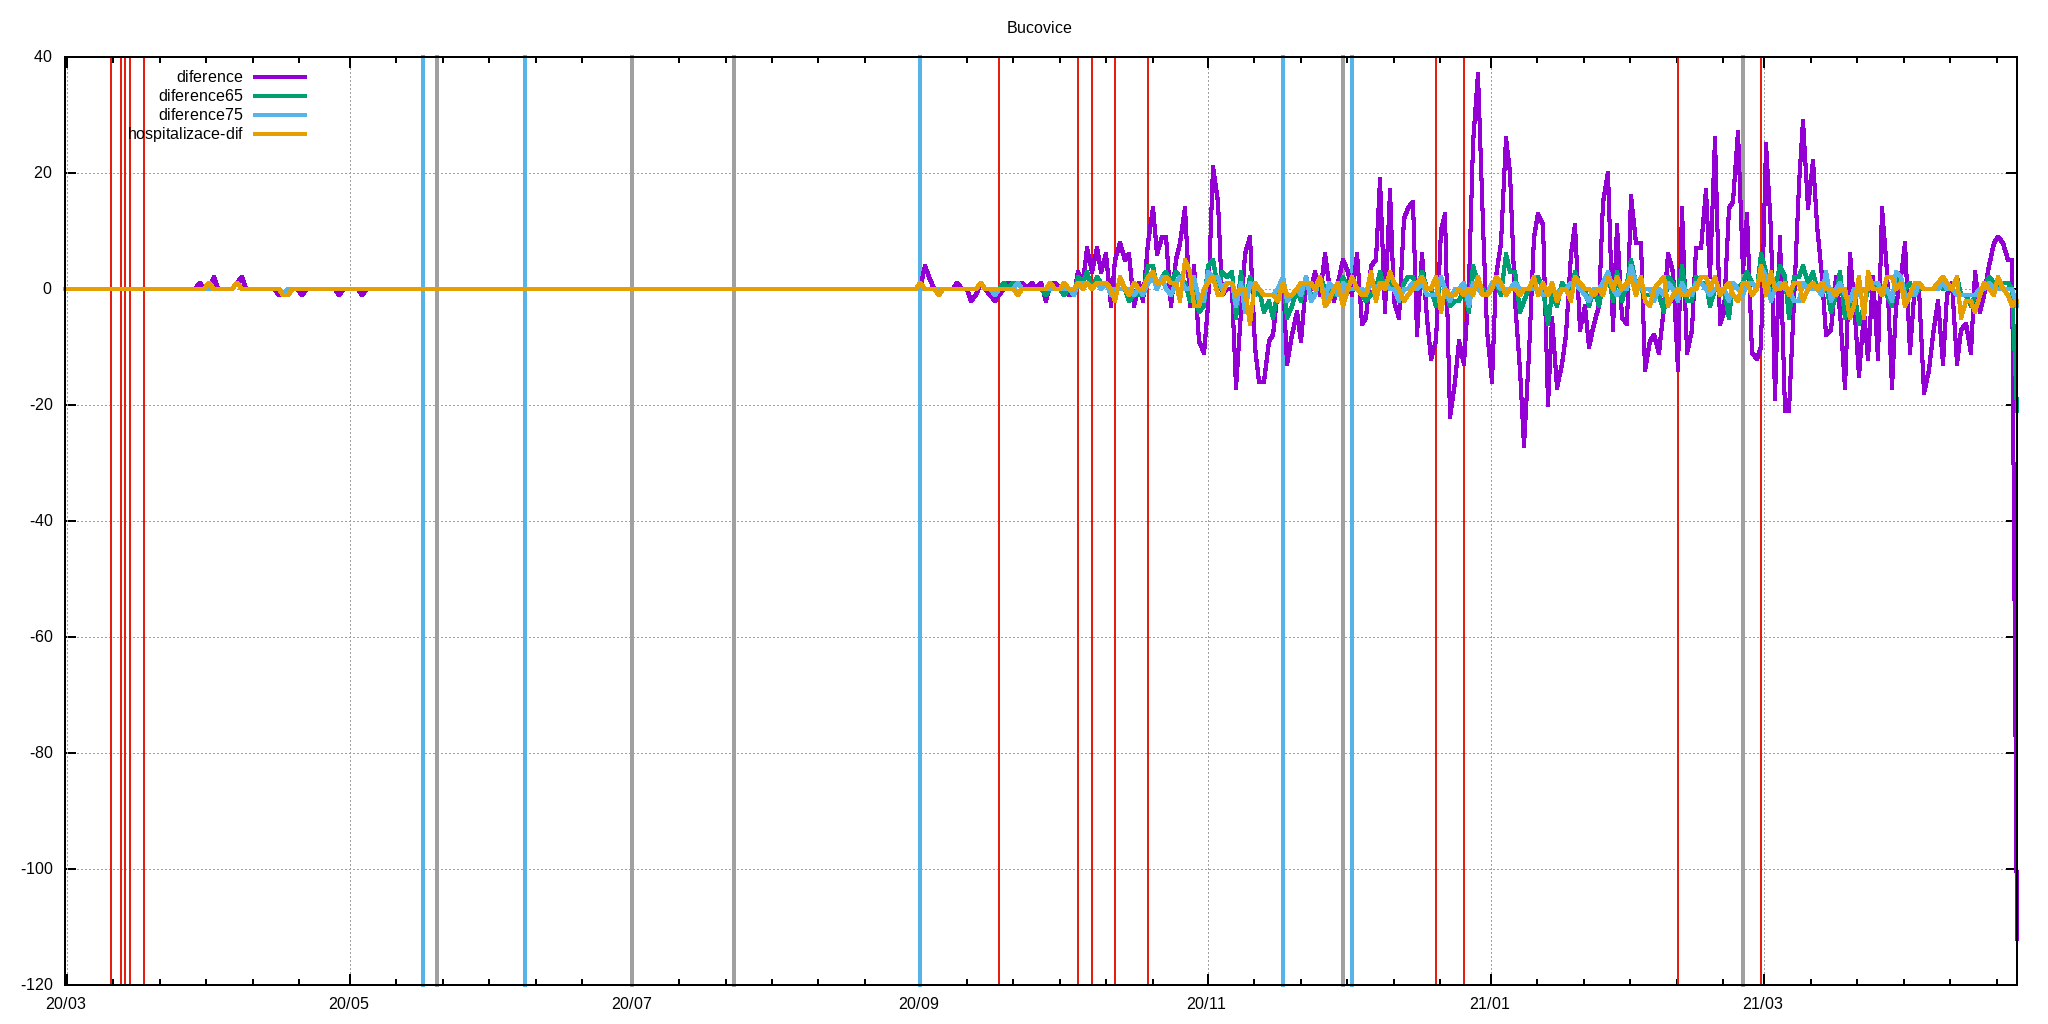 Bucovice
40
diference
diference65
diference75
hospitalizace-dif
20
0
-20
-40
-60
-80
-100
-120
20/03 20/05 20/07 20/09 20/11 21/01 21/03